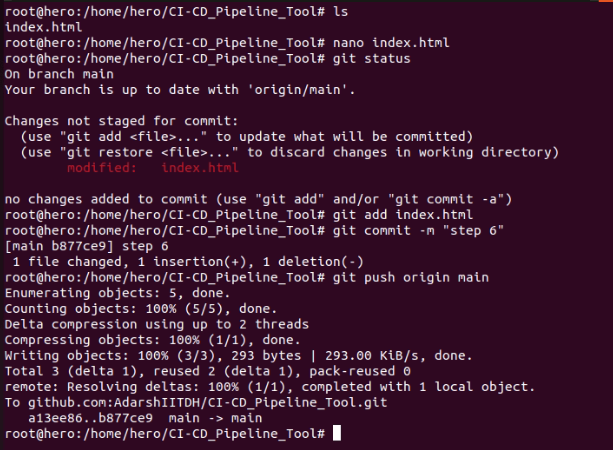 root@hero:/home/hero/CI-CD_Pipeline_Tool# ls
index.html
root@hero:/home/hero/CI-CD_Pipeline_Tool# nano index.html
root@hero:/home/hero/CI-CD_Pipeline_Tool# git status
On branch main
Your branch is up to date with 'origin/main'.

Changes not staged for commit:
  (use "git add <file>..." to update what will be committed)
  (use "git restore <file>..." to discard changes in working directory)
        modified:   index.html

no changes added to commit (use "git add" and/or "git commit -a")
root@hero:/home/hero/CI-CD_Pipeline_Tool# git add index.html
root@hero:/home/hero/CI-CD_Pipeline_Tool# git commit -m "step 6"
[main b877ce9] step 6
 1 file changed, 1 insertion(+), 1 deletion(-)
root@hero:/home/hero/CI-CD_Pipeline_Tool# git push origin main
Enumerating objects: 5, done.
Counting objects: 100% (5/5), done.
Delta compression using up to 2 threads
Compressing objects: 100% (1/1), done.
Writing objects: 100% (3/3), 293 bytes | 293.00 KiB/s, done.
Total 3 (delta 1), reused 2 (delta 1), pack-reused 0
remote: Resolving deltas: 100% (1/1), completed with 1 local object.
To github.com:AdarshIITDH/CI-CD_Pipeline_Tool.git
   a13ee86..b877ce9  main -> main
root@hero:/home/hero/CI-CD_Pipeline_Tool#